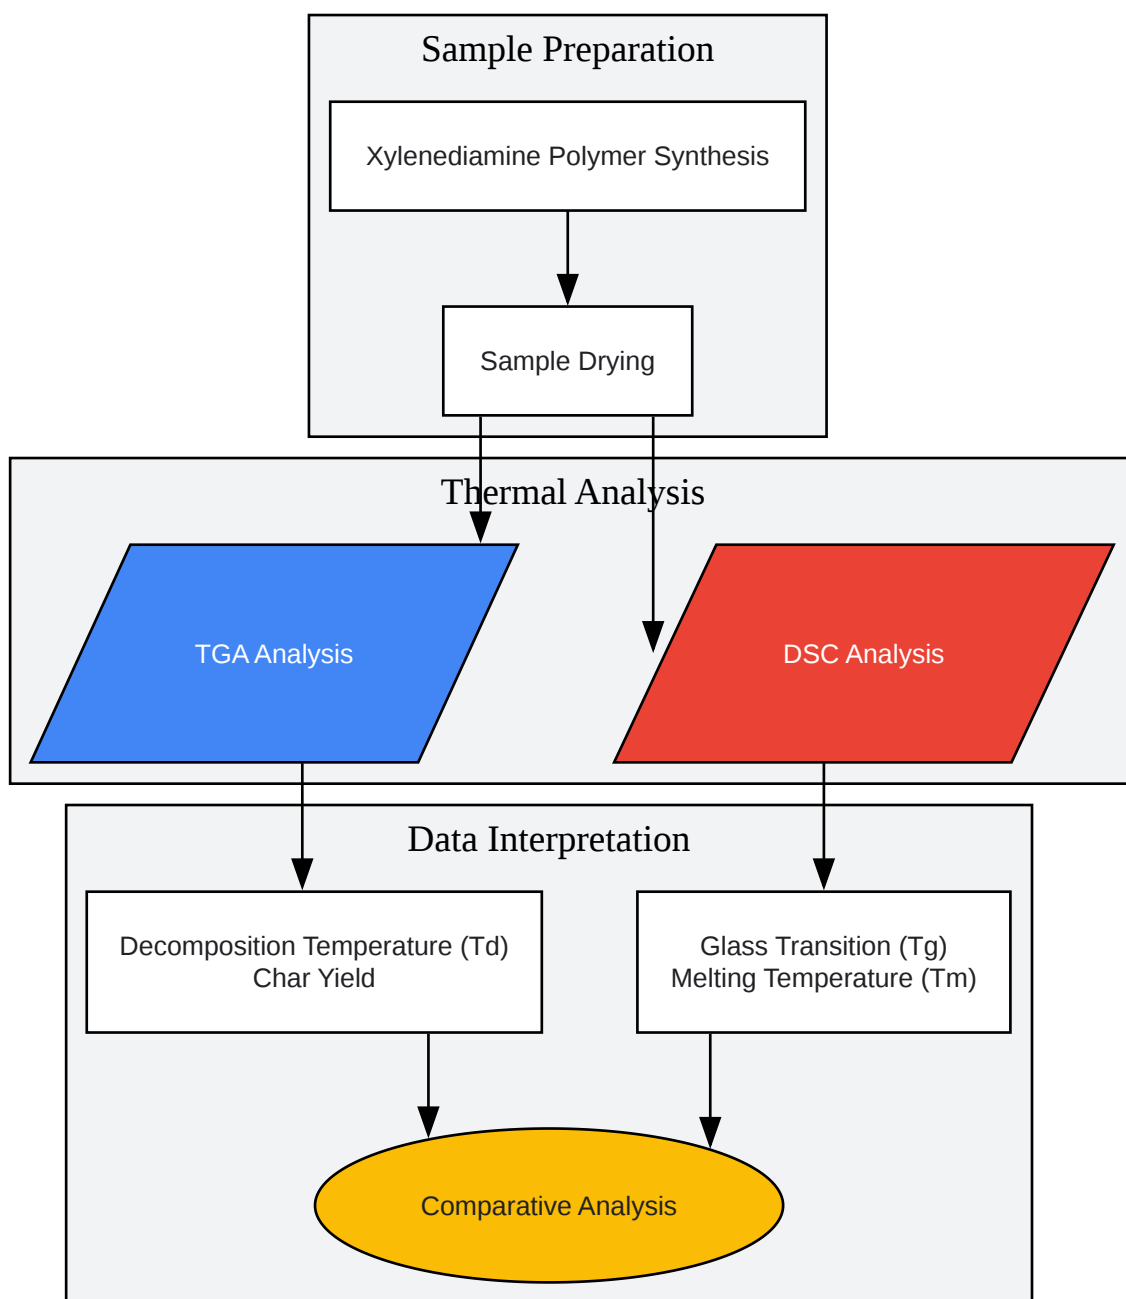 Sample Preparation
Xylenediamine Polymer Synthesis
Sample Drying
Thermal Analysis
TGA Analysis
DSC Analysis
Data Interpretation
Decomposition Temperature (Td)
Char Yield
Glass Transition (Tg)
Melting Temperature (Tm)
Comparative Analysis